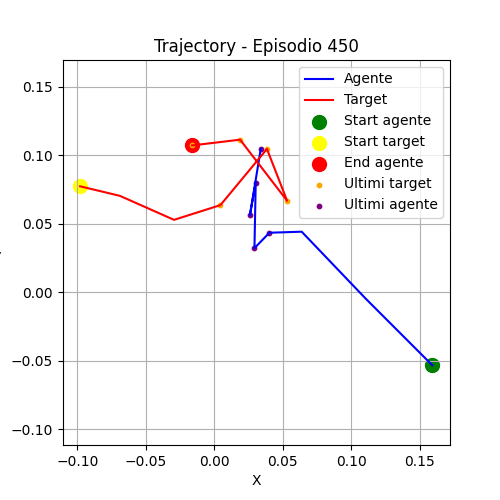 Trajectory - Episodio 450
Agente
Target
Start agente
Start target
End agente
Ultimi target
Ultimi agente
0.15
0.10
0.05
0.00
−0.05
−0.10
−0.10
−0.05
0.00
0.05
0.10
0.15
X